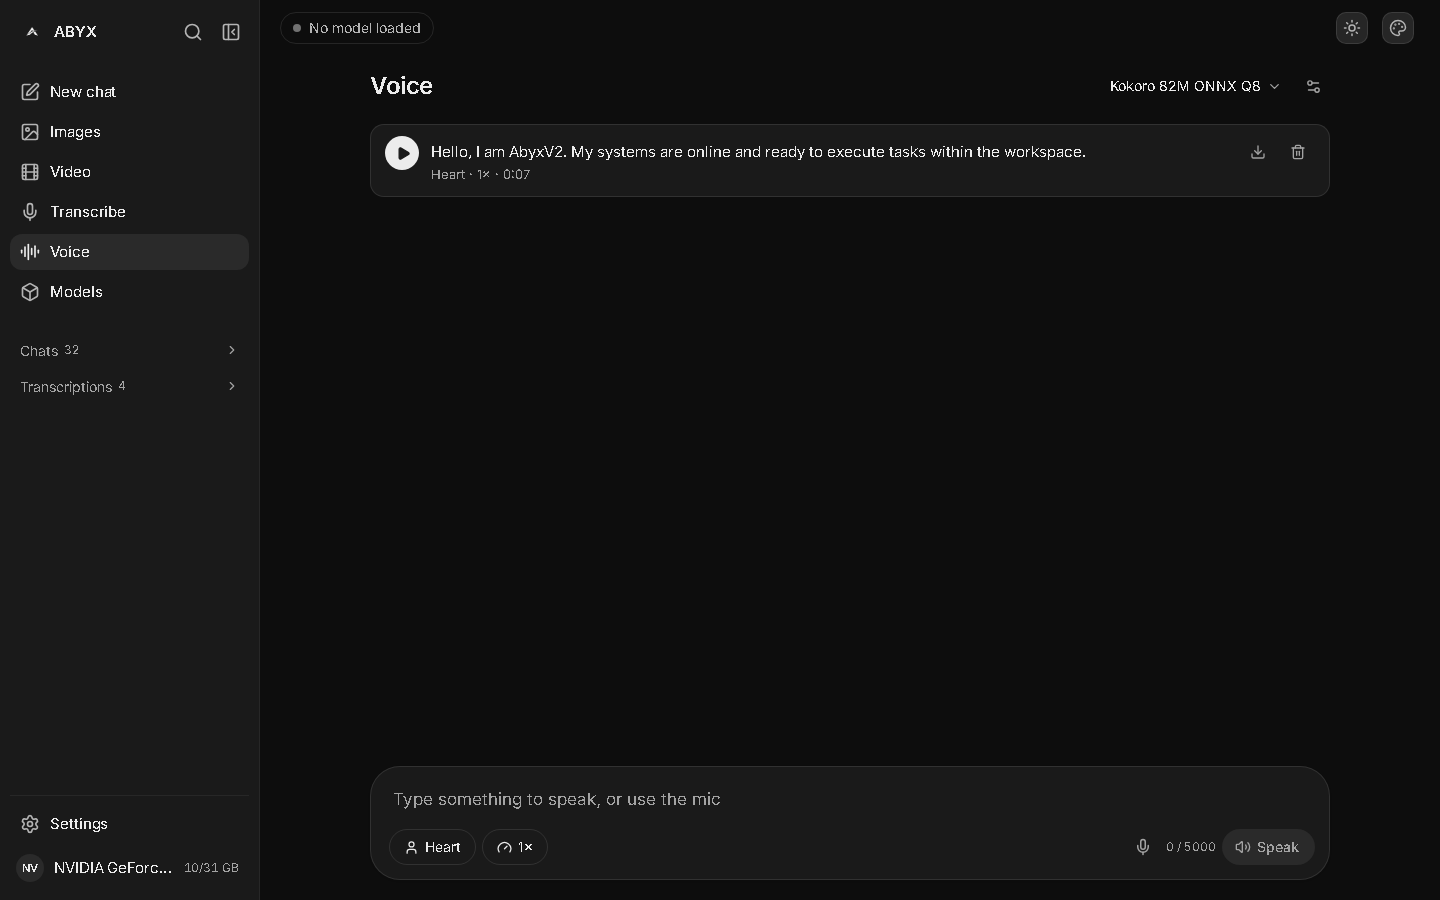 ABYX
No model loaded
New chat
Images
Video
Transcribe
Voice
Models
Chats 32
Transcriptions 4
Settings
NV NVIDIA GeForc... 10/31 GB
Voice
Kokoro 82M ONNX Q8
Hello, I am AbyxV2. My systems are online and ready to execute tasks within the workspace.
Heart · 1× · 0:07
Type something to speak, or use the mic
Heart 1× 0 / 5000 Speak